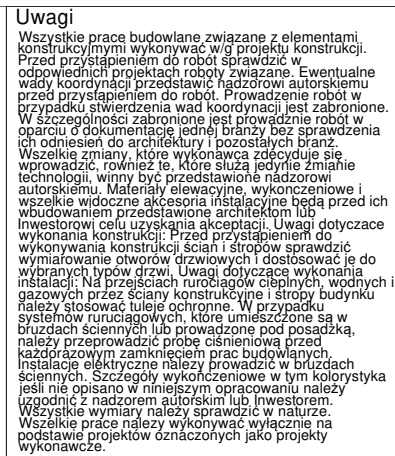 Uwagi
Wszystkie prace budowlane związane z elementami
konstrukcyjnymi wykonywać w/g projektu konstrukcji.
Przed przystąpieniem do robót sprawdzić w
odpowiednich projektach roboty związane. Ewentualne
wady koordynacji przedstawić nadzorowi autorskiemu
przed przystąpieniem do robót. Prowadzenie robót w
przypadku stwierdzenia wad koordynacji jest zabronione.
W szczególności zabronione jest prowadznie robót w
oparciu o dokumentację jednej branży bez sprawdzenia
ich odniesień do architektury i pozostałych branż.
Wszelkie zmiany, które wykonawca zdecyduje się
wprowadzić, rownież te, które służą jedynie zmianie
technologii, winny być przedstawione nadzorowi
autorskiemu. Materiały elewacyjne, wykonczeniowe i
wszelkie widoczne akcesoria instalacyjne będą przed ich
wbudowaniem przedstawione architektom lub
Inwestorowi celu uzyskania akceptacji. Uwagi dotyczace
wykonania konstrukcji: Przed przystąpieniem do
wykonywania konstrukcji ścian i stropów sprawdzić
wymiarowanie otworów drzwiowych i dostosować je do
wybranych typów drzwi. Uwagi dotyczące wykonania
instalacji: Na przejściach rurociągów cieplnych, wodnych i
gazowych przez ściany konstrukcyjne i stropy budynku
należy stosować tuleje ochronne. W przypadku
systemów ruruciągowych, które umieszczone są w
bruzdach ściennych lub prowadzone pod posadzką,
należy przeprowadzić probę ciśnieniową przed
każdorazowym zamknięciem prac budowlanych.
Instalacje elektryczne nalezy prowadzić w bruzdach
ściennych. Szczegóły wykończeniowe w tym kolorystyka
jeśli nie opisano w niniejszym opracowaniu należy
uzgodnić z nadzorem autorskim lub Inwestorem.
Wszystkie wymiary należy sprawdzić w naturze.
Wszelkie prace nalezy wykonywać wyłącznie na
podstawie projektów oznaczonych jako projekty
wykonawcze.